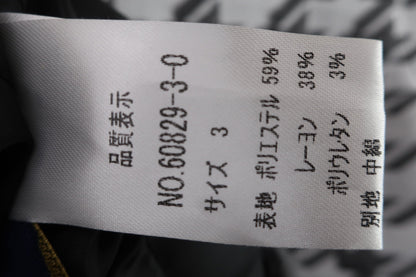 品質表示
NO.60829-3-0
サイズ 3
表地 ポリエステル 59%
レーヨン 38%
ポリウレタン 3%
別地 中綿